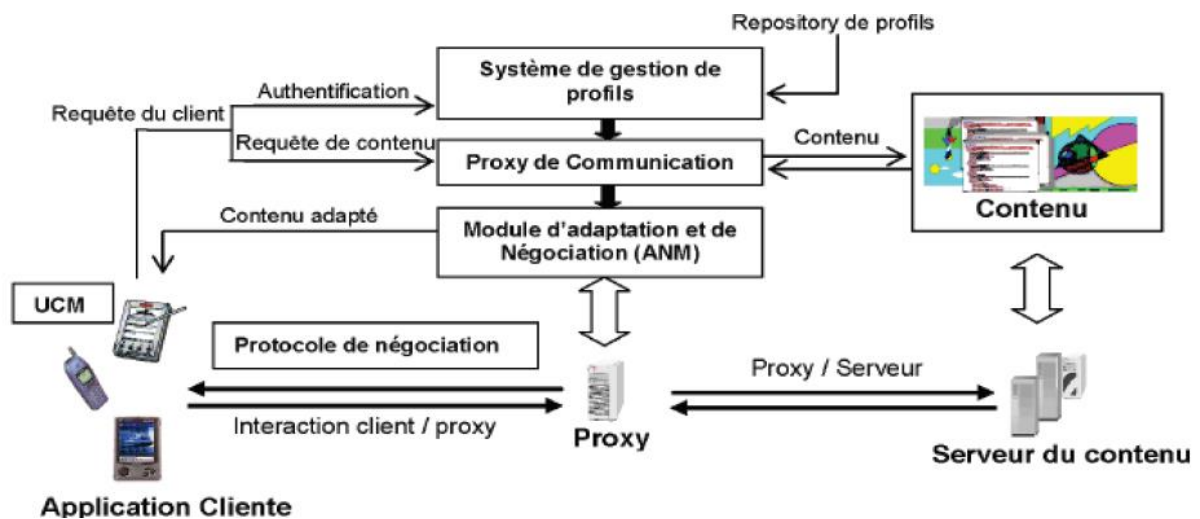 Repository de profils
Système de gestion de
profils
Authentification
Requête du client
Requête de contenu
Proxy de Communication
Contenu
Contenu
Contenu adapté
Module d'adaptation et de
Négociation (ANM)
UCM
Protocole de négociation
Proxy / Serveur
Interaction client / proxy
Proxy
Serveur du contenu
Application Cliente